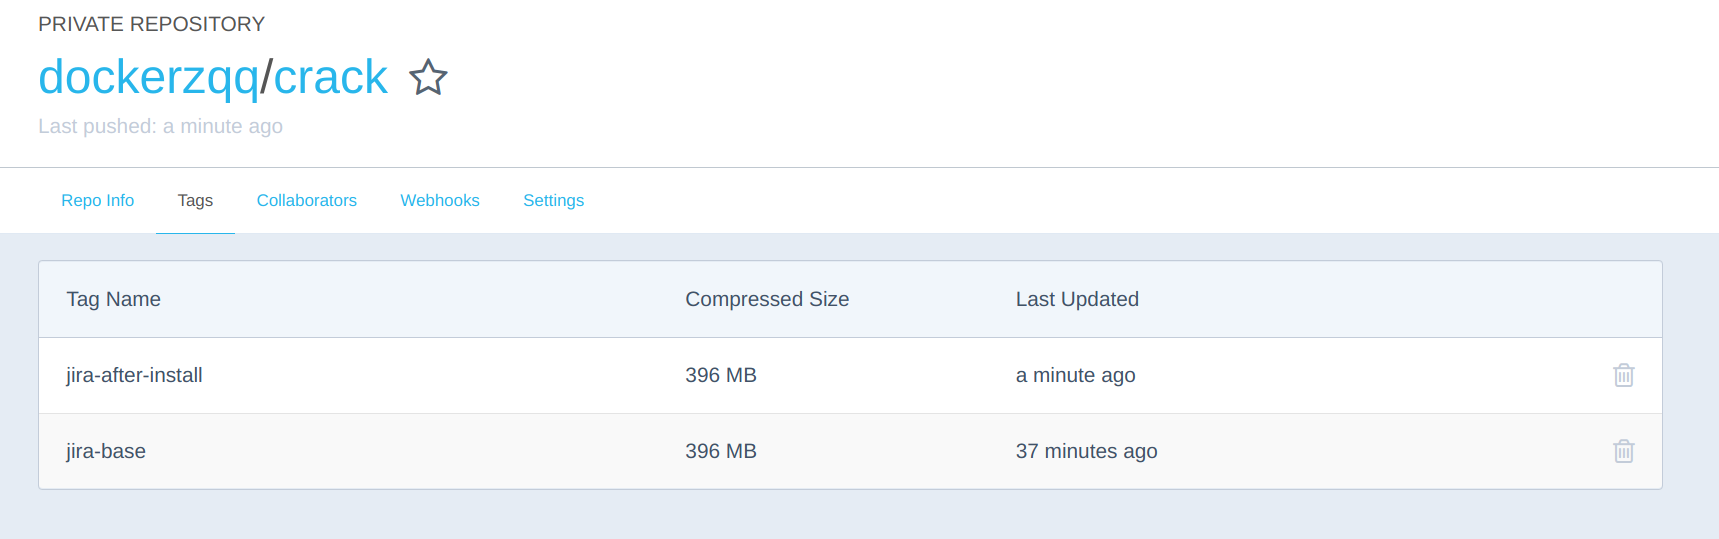 PRIVATE REPOSITORY
dockerzqq/crack
Last pushed: a minute ago
Repo Info Tags Collaborators Webhooks Settings
Tag Name Compressed Size Last Updated
jira-after-install 396 MB a minute ago
jira-base 396 MB 37 minutes ago